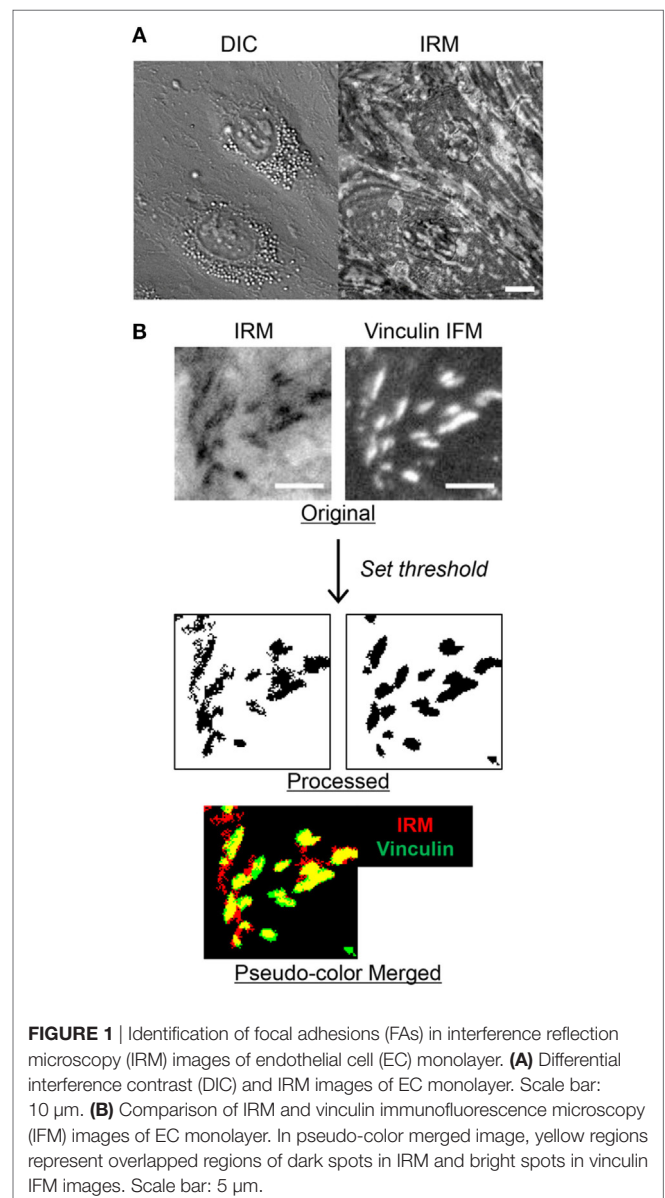 A
DIC IRM
B
IRM Vinculin IFM
Original
Set threshold
Processed
IRM
Vinculin
Pseudo-color Merged
FIGURE 1 | Identification of focal adhesions (FAs) in interference reflection
microscopy (IRM) images of endothelial cell (EC) monolayer. (A) Differential
interference contrast (DIC) and IRM images of EC monolayer. Scale bar:
10 μm. (B) Comparison of IRM and vinculin immunofluorescence microscopy
(IFM) images of EC monolayer. In pseudo-color merged image, yellow regions
represent overlapped regions of dark spots in IRM and bright spots in vinculin
IFM images. Scale bar: 5 μm.